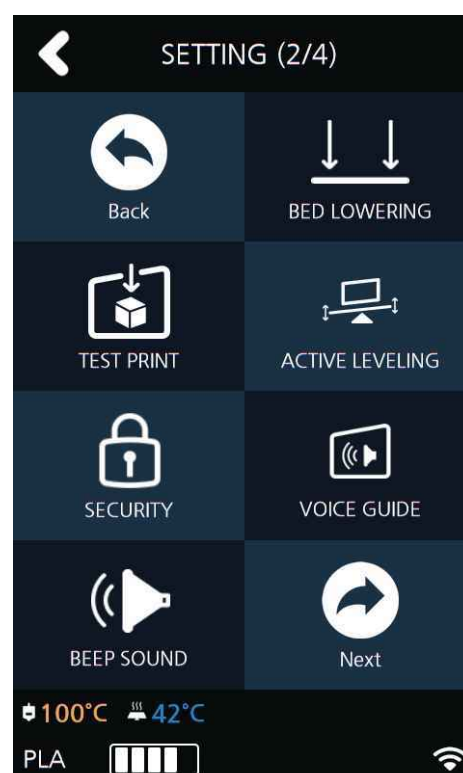 SETTING (2/4)
Back
BED LOWERING
TEST PRINT
ACTIVE LEVELING
SECURITY
VOICE GUIDE
BEEP SOUND
Next
100°C 42°C
PLA